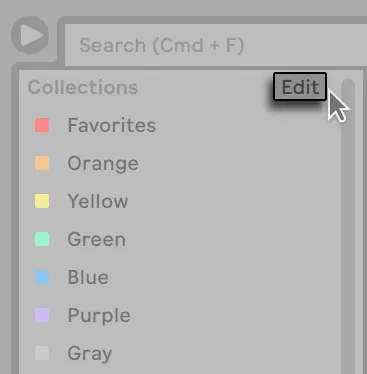 Search (Cmd + F)
Collections Edit
Favorites
Orange
Yellow
Green
Blue
Purple
Gray